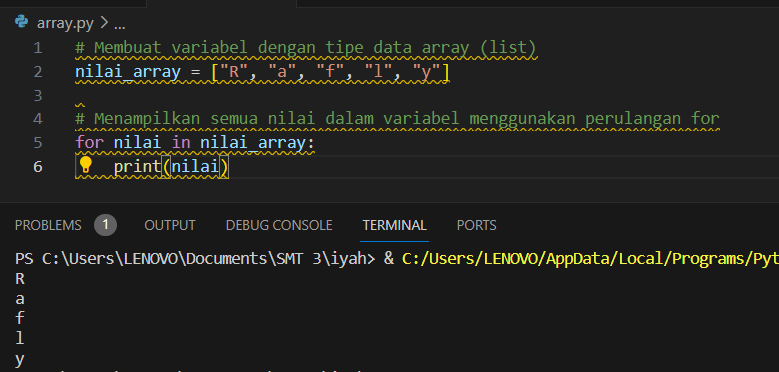 array.py > ...
1 # Membuat variabel dengan tipe data array (list)
2 nilai_array = ["R", "a", "f", "l", "y"]
3
4 # Menampilkan semua nilai dalam variabel menggunakan perulangan for
5 for nilai in nilai_array:
6 print(nilai)
PROBLEMS 1 OUTPUT DEBUG CONSOLE TERMINAL PORTS
PS C:\Users\LENOVO\Documents\SMT 3\iyah> & C:/Users/LENOVO/AppData/Local/Programs/Pyt
R
a
f
l
y